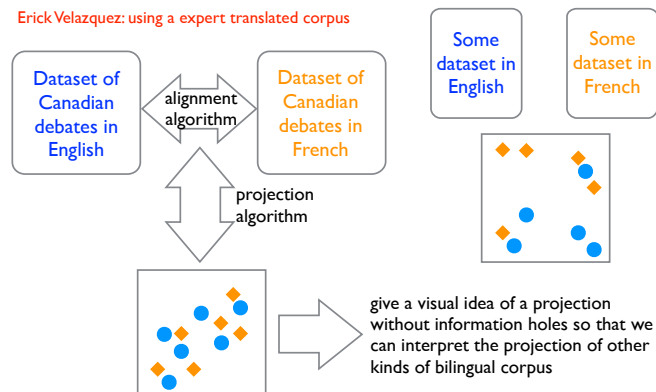 Erick Velazquez: using a expert translated corpus
Dataset of
Canadian
debates in
English
alignment
algorithm
Dataset of
Canadian
debates in
French
Some
dataset in
English
Some
dataset in
French
projection
algorithm
give a visual idea of a projection
without information holes so that we
can interpret the projection of other
kinds of bilingual corpus